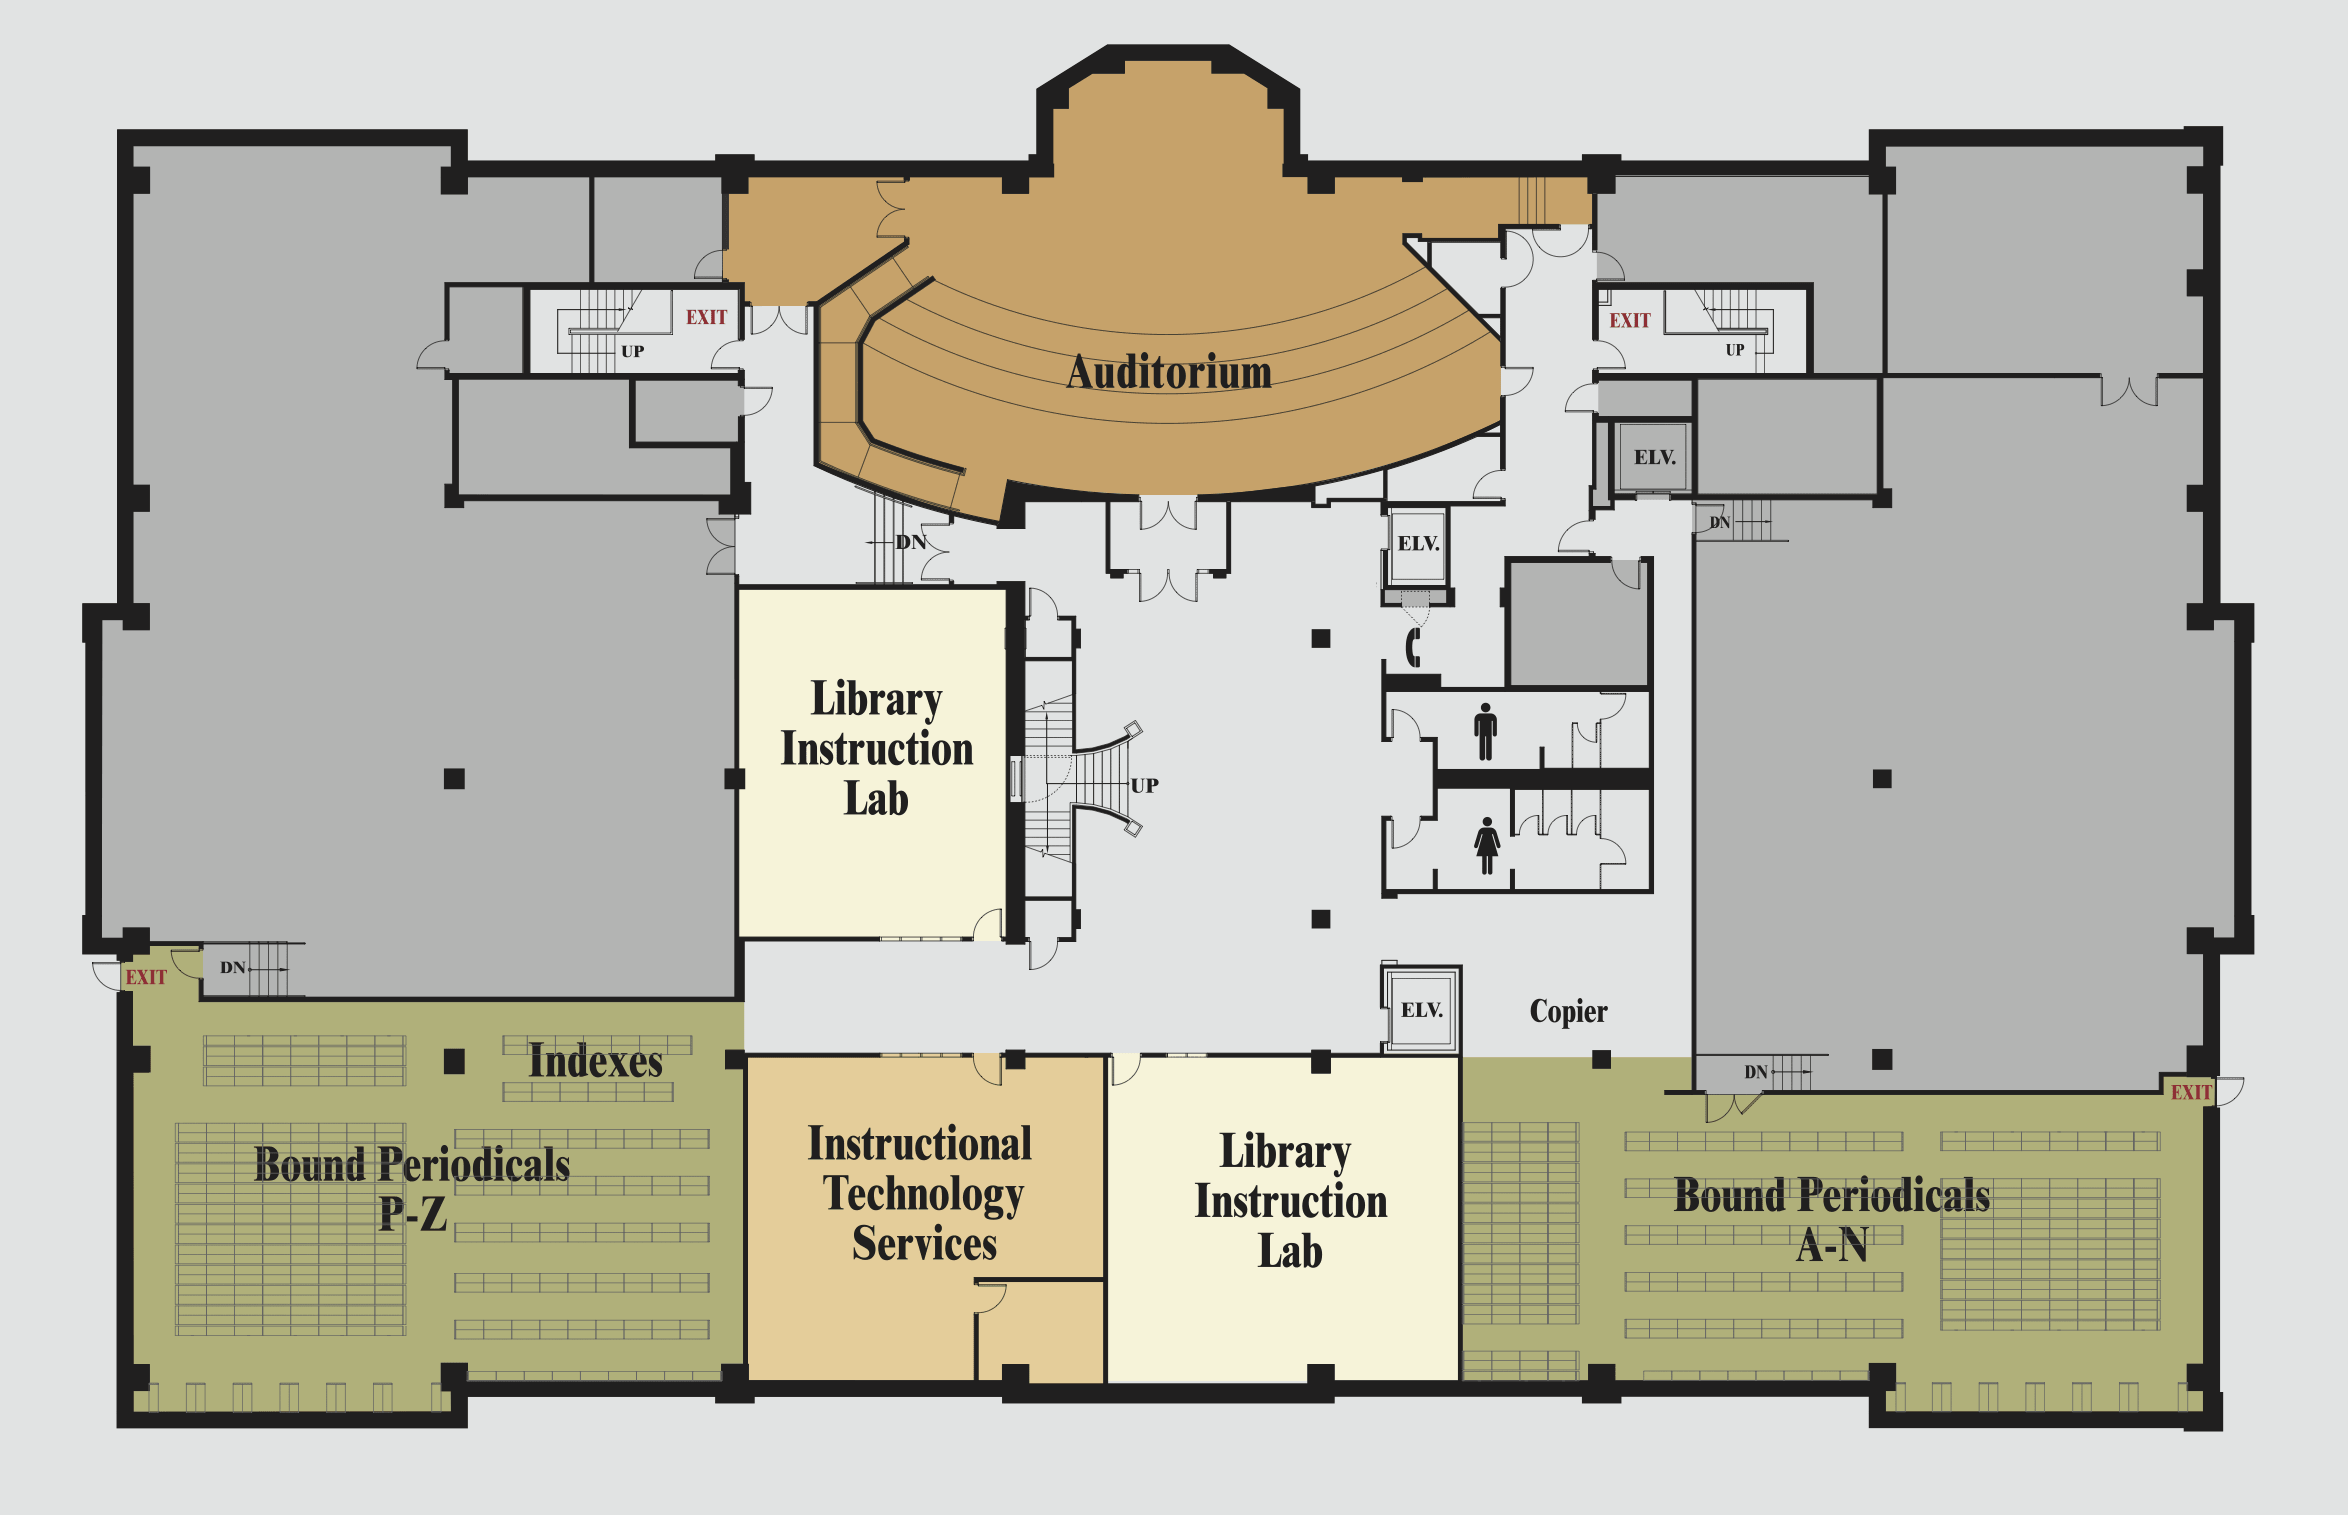 EXIT
UP
Auditorium
EXIT
UP
ELV.
DN
DN
ELV.
Library
Instruction
Lab
UP
DN
EXIT
ELV.
Copier
Indexes
DN
EXIT
Bound Periodicals
P-Z
Instructional
Technology
Services
Library
Instruction
Lab
Bound Periodicals
A-N